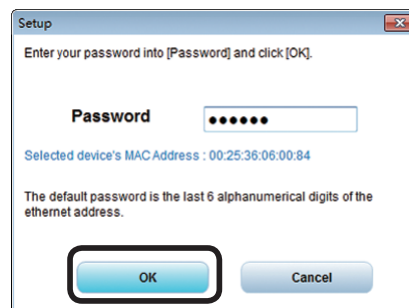 Setup
Enter your password into [Password] and click [OK].
Password ●●●●●●
Selected device's MAC Address : 00:25:36:06:00:84
The default password is the last 6 alphanumerical digits of the
ethernet address.
OK Cancel